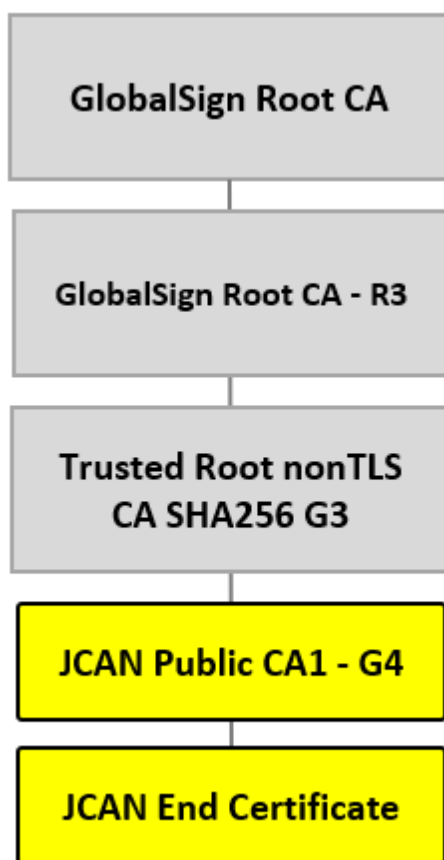 GlobalSign Root CA
GlobalSign Root CA - R3
Trusted Root nonTLS
CA SHA256 G3
JCAN Public CA1 - G4
JCAN End Certificate